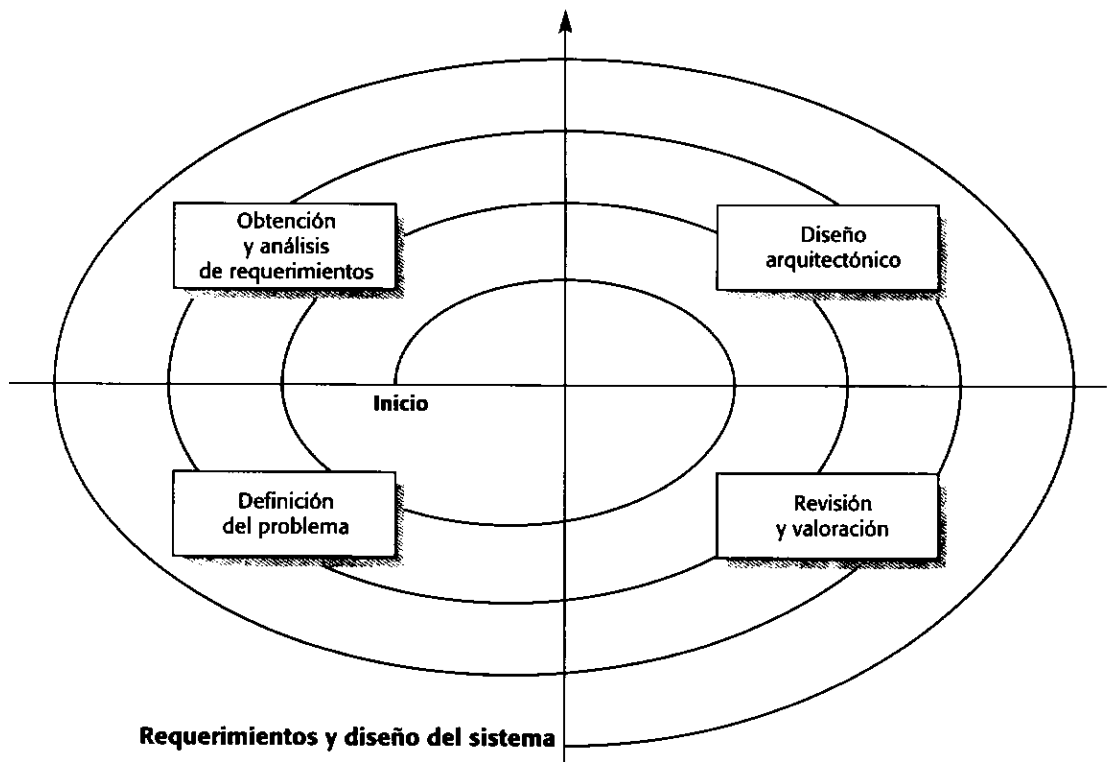 Obtención
y análisis
de requerimientos
Diseño
arquitectónico
Inicio
Definición
del problema
Revisión
y valoración
Requerimientos y diseño del sistema